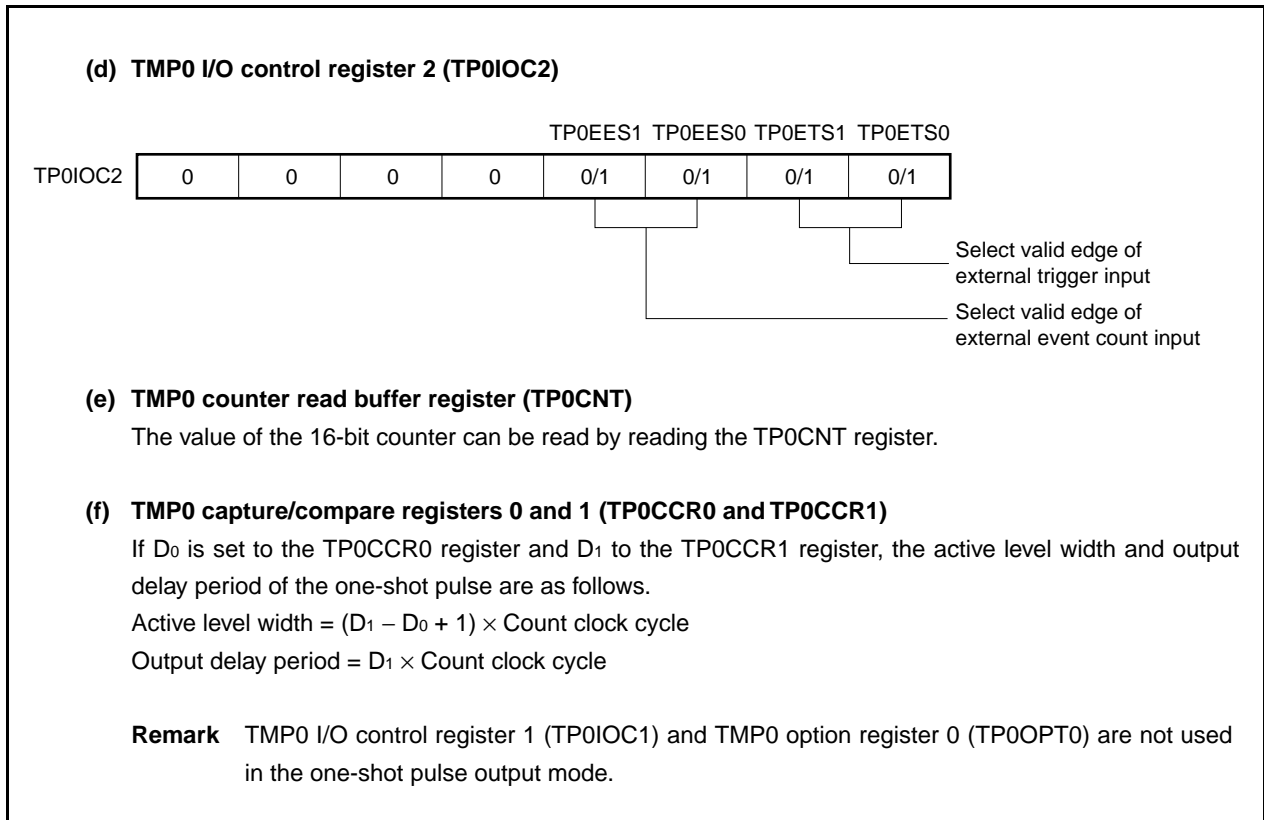 (d) TMP0 I/O control register 2 (TP0IOC2)
TP0EES1 TP0EES0 TP0ETS1 TP0ETS0
TP0IOC2 0 0 0 0 0/1 0/1 0/1 0/1
Select valid edge of
external trigger input
Select valid edge of
external event count input
(e) TMP0 counter read buffer register (TP0CNT)
The value of the 16-bit counter can be read by reading the TP0CNT register.
(f) TMP0 capture/compare registers 0 and 1 (TP0CCR0 and TP0CCR1)
If D0 is set to the TP0CCR0 register and D1 to the TP0CCR1 register, the active level width and output
delay period of the one-shot pulse are as follows.
Active level width = (D1 − D0 + 1) × Count clock cycle
Output delay period = D1 × Count clock cycle
Remark TMP0 I/O control register 1 (TP0IOC1) and TMP0 option register 0 (TP0OPT0) are not used
in the one-shot pulse output mode.